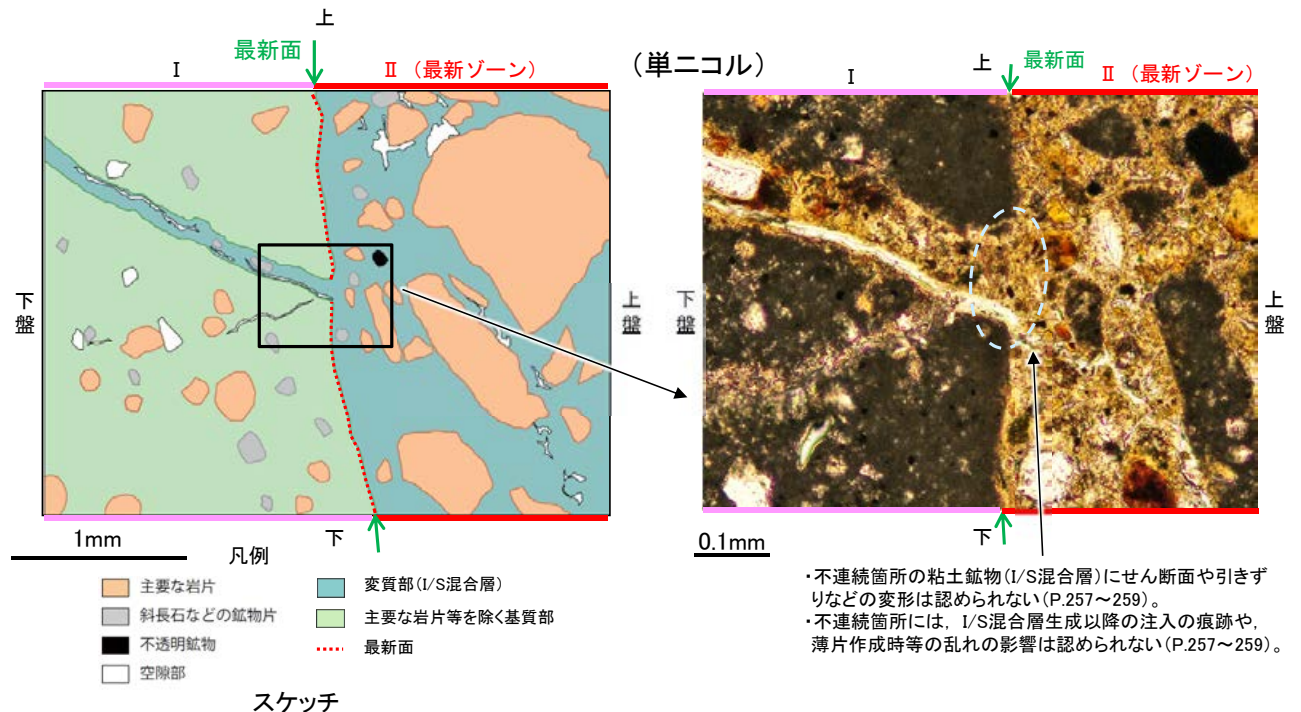 上
最新面
Ⅰ
Ⅱ (最新ゾーン)
下盤
上盤
下
1mm
凡例
主要な岩片
斜長石などの鉱物片
不透明鉱物
空隙部
変質部(I/S混合層)
主要な岩片等を除く基質部
最新面
スケッチ
(単ニコル)
Ⅰ
上
最新面
Ⅱ (最新ゾーン)
下盤
上盤
下
0.1mm
・不連続箇所の粘土鉱物(I/S混合層)にせん断面や引きず
りなどの変形は認められない(P.257~259)。
・不連続箇所には，I/S混合層生成以降の注入の痕跡や，
薄片作成時等の乱れの影響は認められない(P.257~259)。